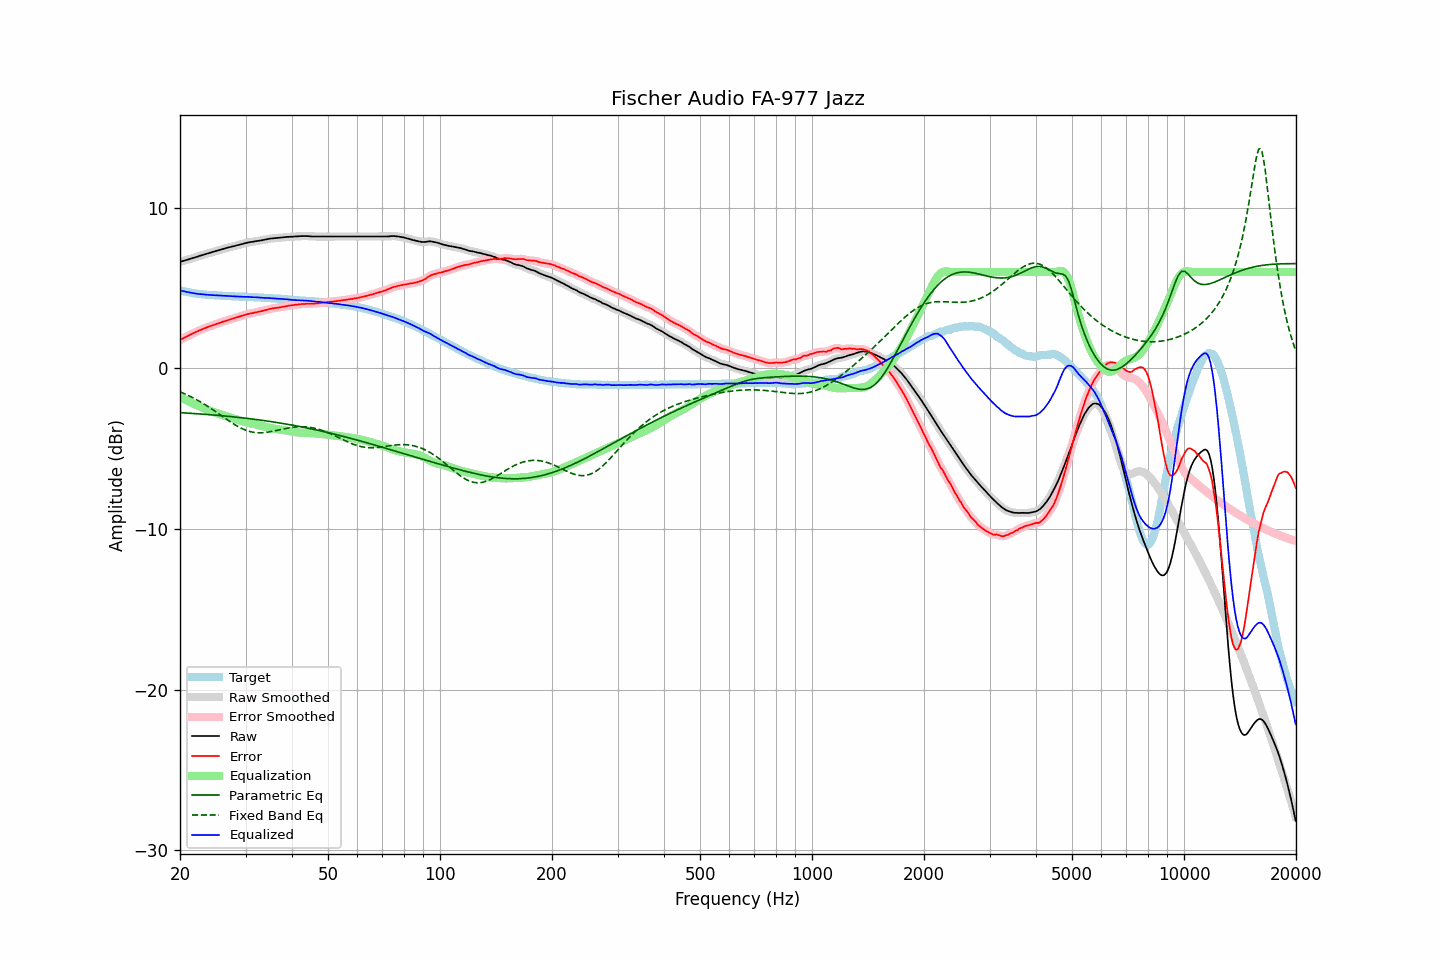 Fischer Audio FA-977 Jazz
Amplitude (dBr)
10
0
−10
−20
−30
Target
Raw Smoothed
Error Smoothed
Raw
Error
Equalization
Parametric Eq
Fixed Band Eq
Equalized
20 50 100 200 500 1000 2000 5000 10000 20000
Frequency (Hz)